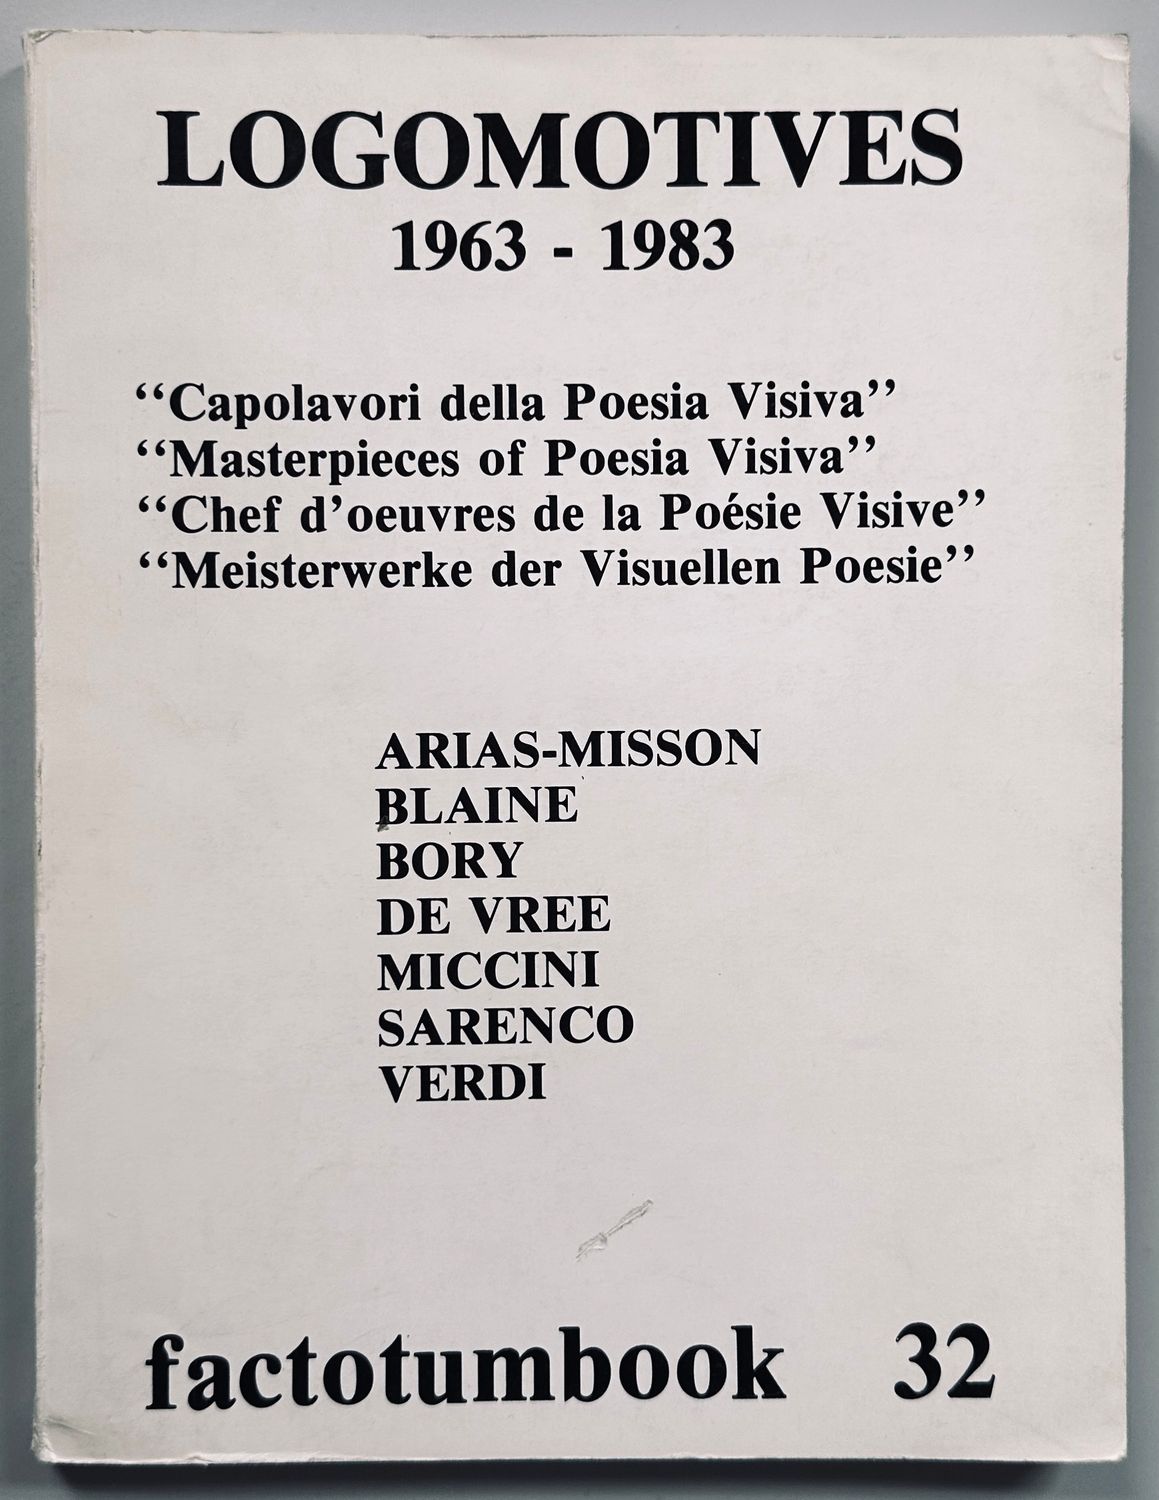 LOGOMOTIVES
1963 - 1983
‘‘Capolavori della Poesia Visiva’’
‘‘Masterpieces of Poesia Visiva’’
‘‘Chef d’oeuvres de la Poésie Visive’’
‘‘Meisterwerke der Visuellen Poesie’’
ARIAS-MISSON
BLAINE
BORY
DE VREE
MICCINI
SARENCO
VERDI
factotumbook 32